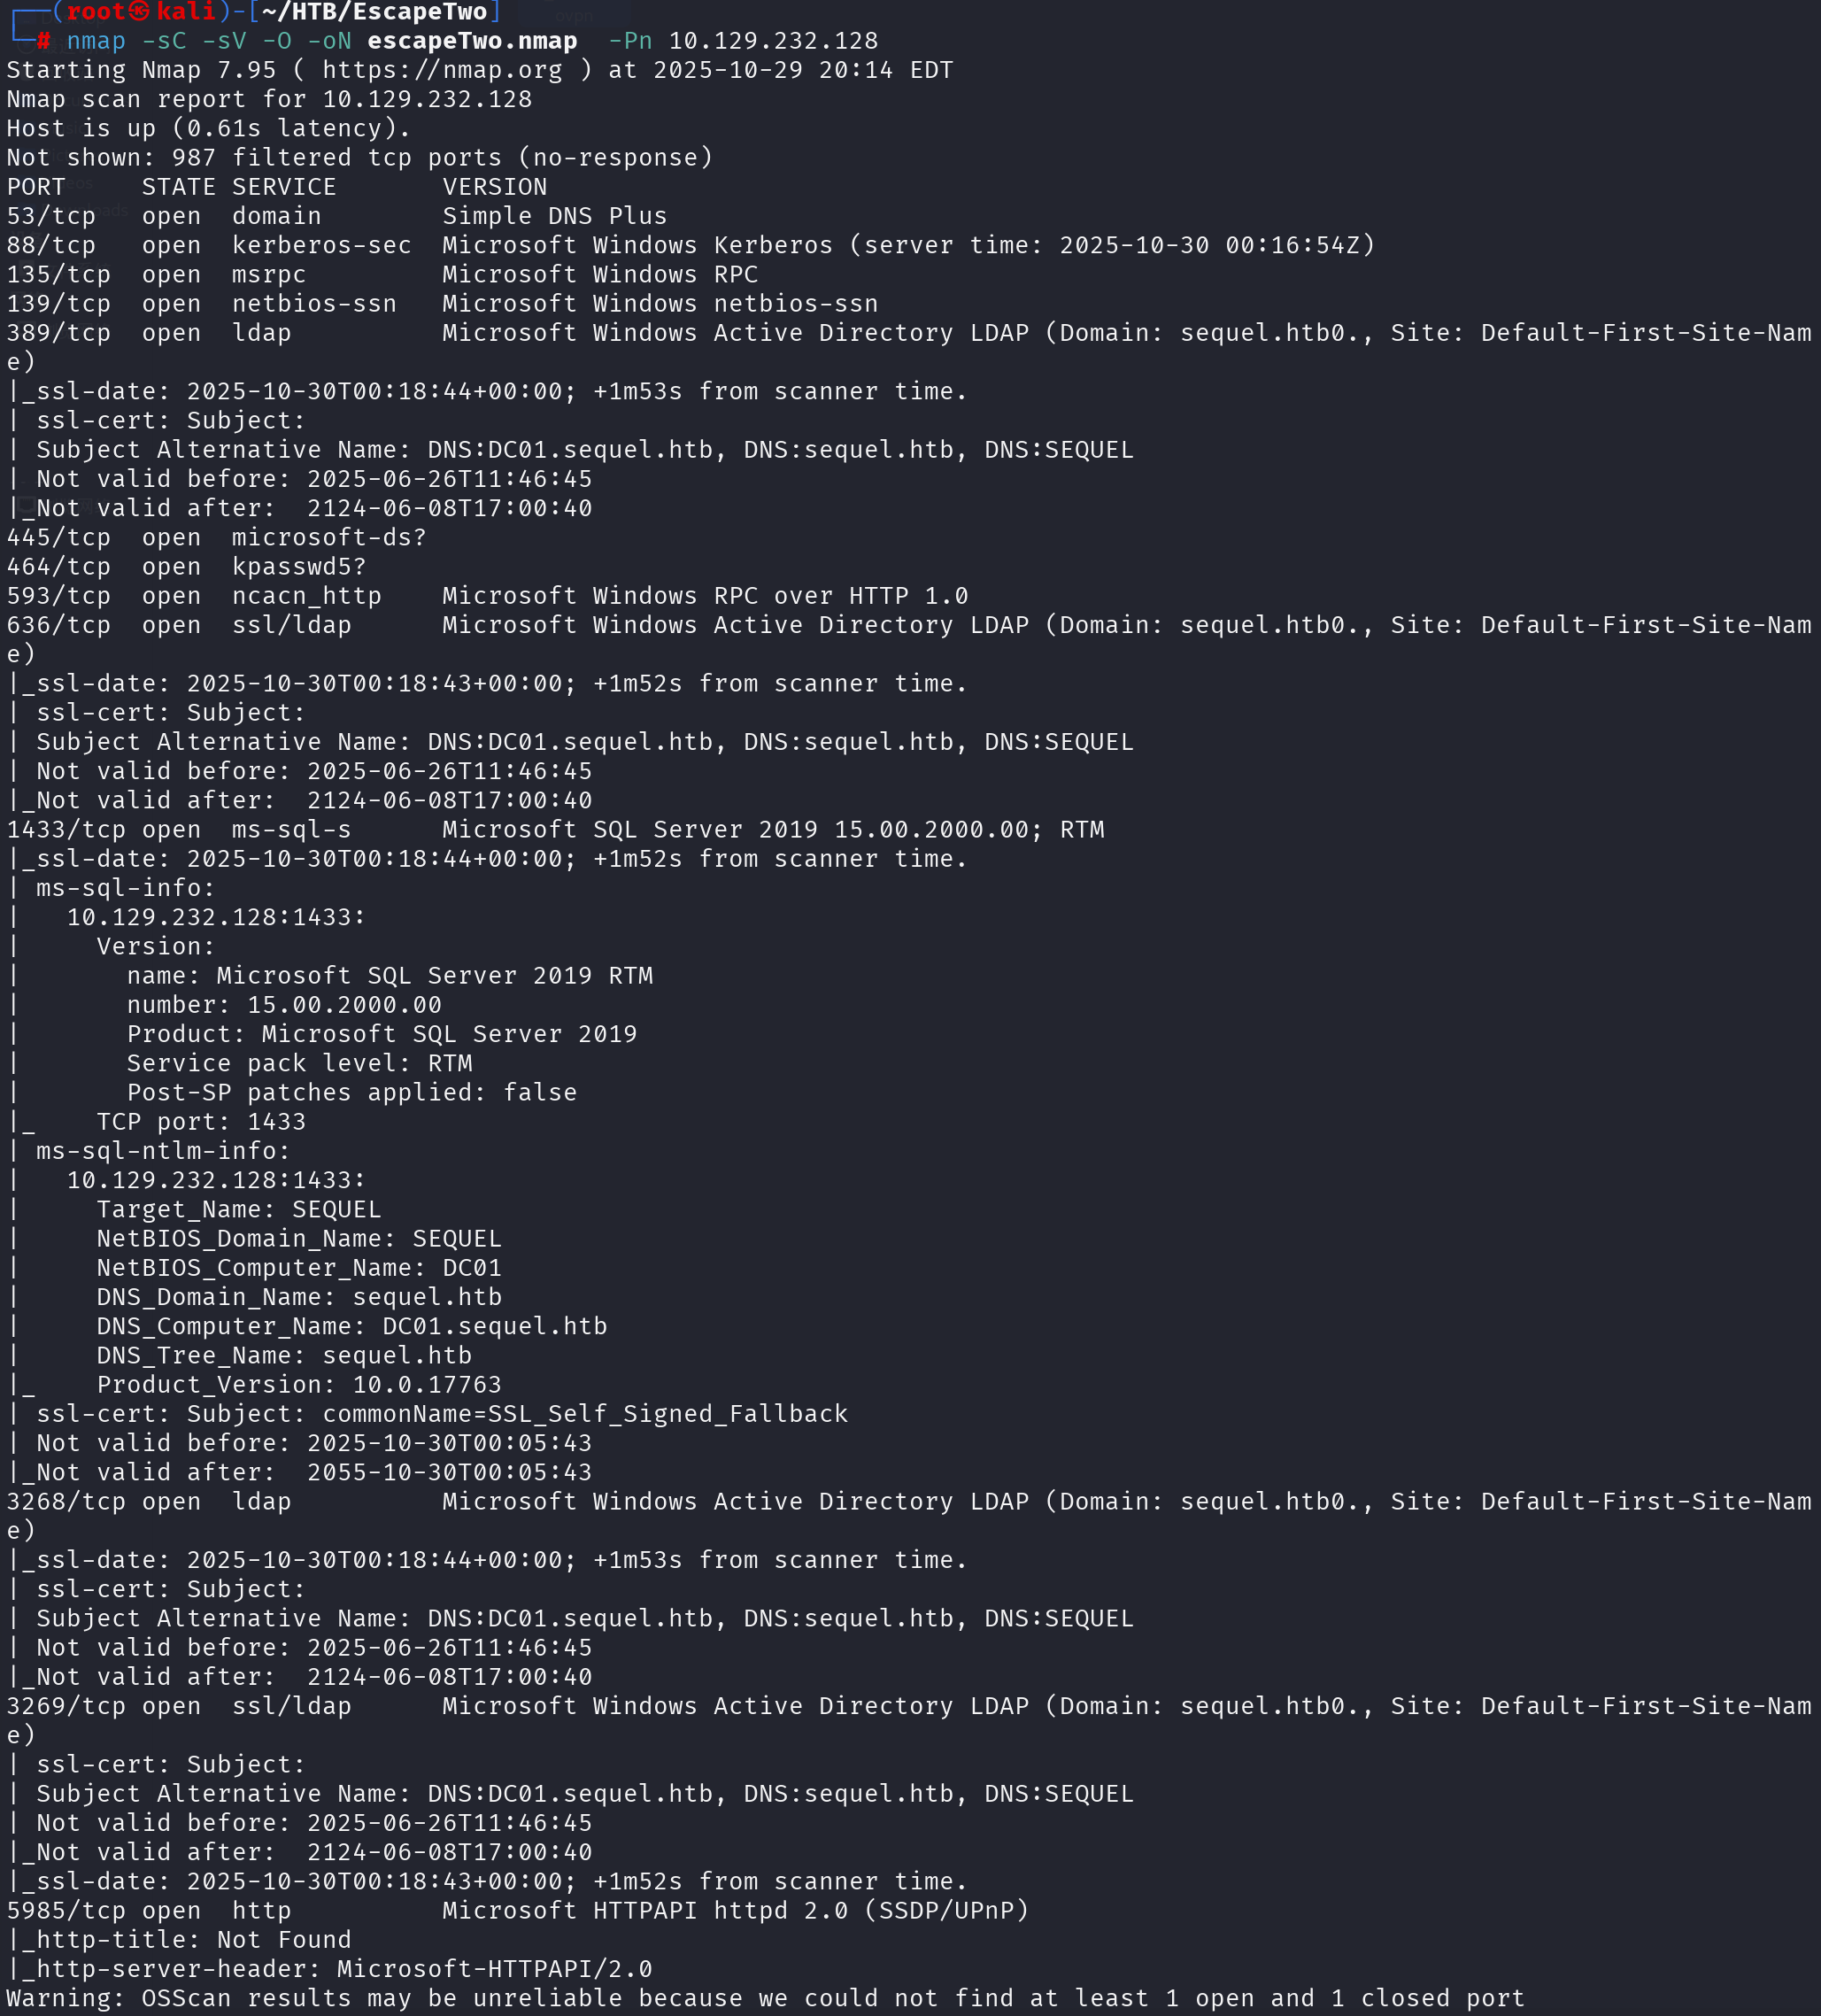 ┌──(root㉿kali)-[~/HTB/EscapeTwo]
└─# nmap -sC -sV -O -oN escapeTwo.nmap  -Pn 10.129.232.128
Starting Nmap 7.95 ( https://nmap.org ) at 2025-10-29 20:14 EDT
Nmap scan report for 10.129.232.128
Host is up (0.61s latency).
Not shown: 987 filtered tcp ports (no-response)
PORT     STATE SERVICE       VERSION
53/tcp   open  domain        Simple DNS Plus
88/tcp   open  kerberos-sec  Microsoft Windows Kerberos (server time: 2025-10-30 00:16:54Z)
135/tcp  open  msrpc         Microsoft Windows RPC
139/tcp  open  netbios-ssn   Microsoft Windows netbios-ssn
389/tcp  open  ldap          Microsoft Windows Active Directory LDAP (Domain: sequel.htb0., Site: Default-First-Site-Nam
e)
|_ssl-date: 2025-10-30T00:18:44+00:00; +1m53s from scanner time.
| ssl-cert: Subject:
| Subject Alternative Name: DNS:DC01.sequel.htb, DNS:sequel.htb, DNS:SEQUEL
| Not valid before: 2025-06-26T11:46:45
|_Not valid after:  2124-06-08T17:00:40
445/tcp  open  microsoft-ds?
464/tcp  open  kpasswd5?
593/tcp  open  ncacn_http    Microsoft Windows RPC over HTTP 1.0
636/tcp  open  ssl/ldap      Microsoft Windows Active Directory LDAP (Domain: sequel.htb0., Site: Default-First-Site-Nam
e)
|_ssl-date: 2025-10-30T00:18:43+00:00; +1m52s from scanner time.
| ssl-cert: Subject:
| Subject Alternative Name: DNS:DC01.sequel.htb, DNS:sequel.htb, DNS:SEQUEL
| Not valid before: 2025-06-26T11:46:45
|_Not valid after:  2124-06-08T17:00:40
1433/tcp open  ms-sql-s      Microsoft SQL Server 2019 15.00.2000.00; RTM
|_ssl-date: 2025-10-30T00:18:44+00:00; +1m52s from scanner time.
| ms-sql-info:
|   10.129.232.128:1433:
|     Version:
|       name: Microsoft SQL Server 2019 RTM
|       number: 15.00.2000.00
|       Product: Microsoft SQL Server 2019
|       Service pack level: RTM
|       Post-SP patches applied: false
|_    TCP port: 1433
| ms-sql-ntlm-info:
|   10.129.232.128:1433:
|     Target_Name: SEQUEL
|     NetBIOS_Domain_Name: SEQUEL
|     NetBIOS_Computer_Name: DC01
|     DNS_Domain_Name: sequel.htb
|     DNS_Computer_Name: DC01.sequel.htb
|     DNS_Tree_Name: sequel.htb
|_    Product_Version: 10.0.17763
| ssl-cert: Subject: commonName=SSL_Self_Signed_Fallback
| Not valid before: 2025-10-30T00:05:43
|_Not valid after:  2055-10-30T00:05:43
3268/tcp open  ldap          Microsoft Windows Active Directory LDAP (Domain: sequel.htb0., Site: Default-First-Site-Nam
e)
|_ssl-date: 2025-10-30T00:18:44+00:00; +1m53s from scanner time.
| ssl-cert: Subject:
| Subject Alternative Name: DNS:DC01.sequel.htb, DNS:sequel.htb, DNS:SEQUEL
| Not valid before: 2025-06-26T11:46:45
|_Not valid after:  2124-06-08T17:00:40
3269/tcp open  ssl/ldap      Microsoft Windows Active Directory LDAP (Domain: sequel.htb0., Site: Default-First-Site-Nam
e)
| ssl-cert: Subject:
| Subject Alternative Name: DNS:DC01.sequel.htb, DNS:sequel.htb, DNS:SEQUEL
| Not valid before: 2025-06-26T11:46:45
|_Not valid after:  2124-06-08T17:00:40
|_ssl-date: 2025-10-30T00:18:43+00:00; +1m52s from scanner time.
5985/tcp open  http          Microsoft HTTPAPI httpd 2.0 (SSDP/UPnP)
|_http-title: Not Found
|_http-server-header: Microsoft-HTTPAPI/2.0
Warning: OSScan results may be unreliable because we could not find at least 1 open and 1 closed port